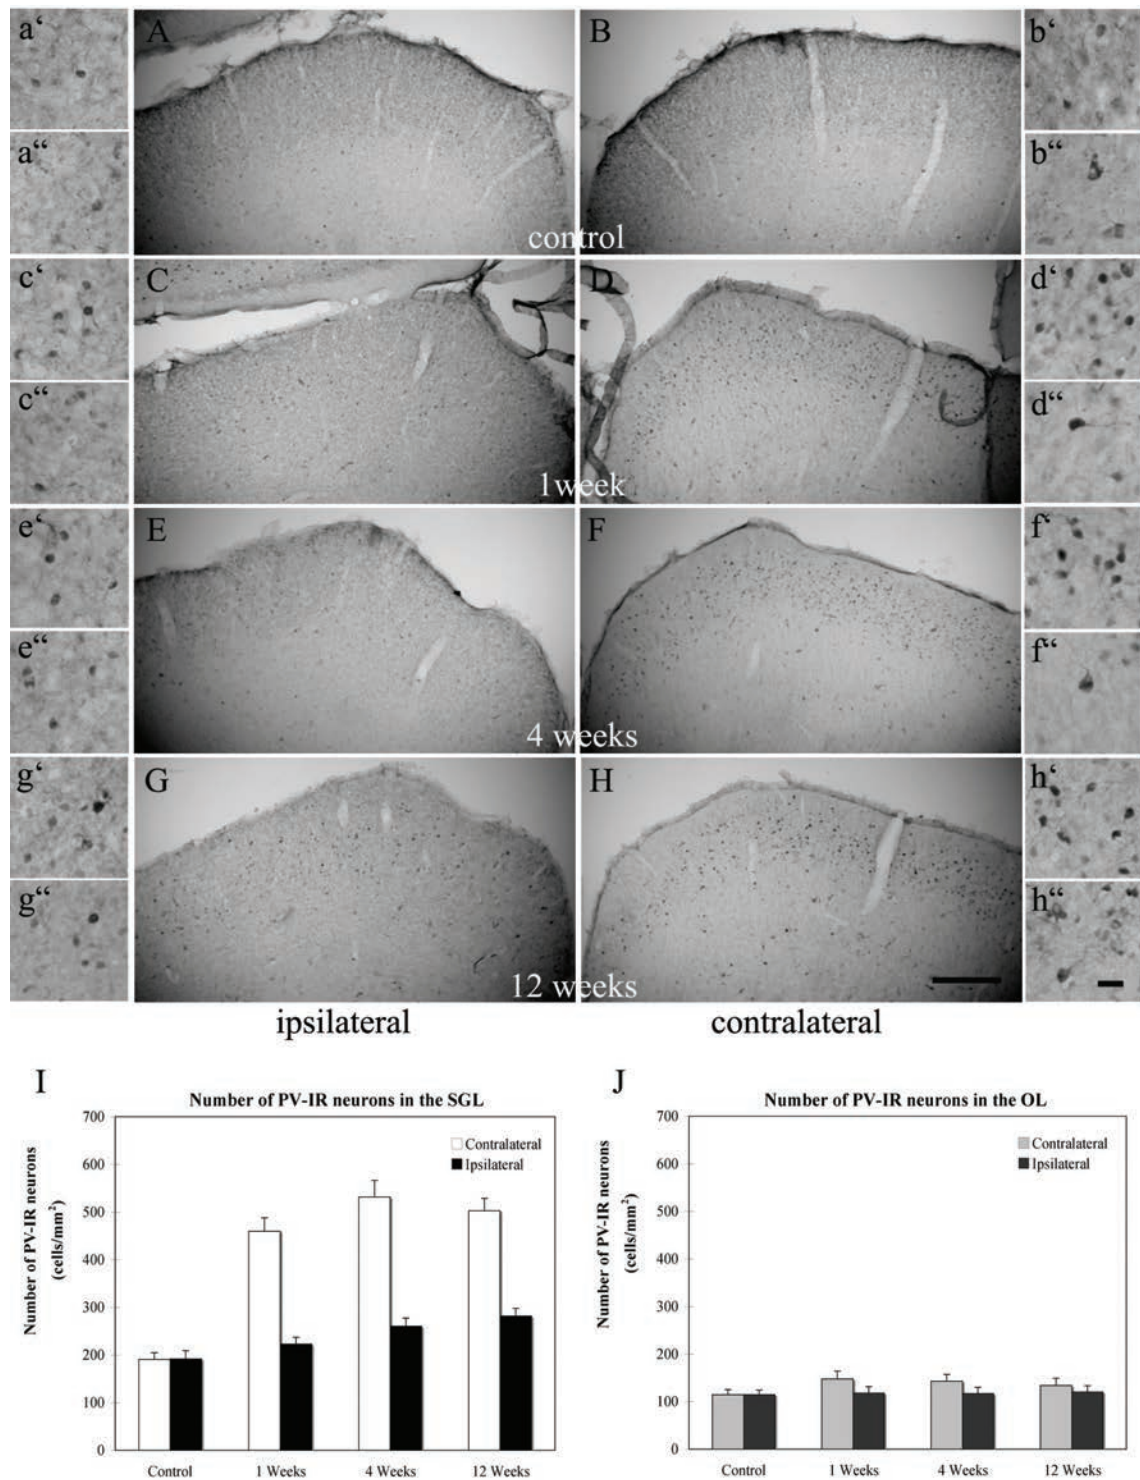 a‘
A
B
b‘
a“
b“
control
c‘
C
D
d‘
c“
d“
1week
e‘
E
F
f‘
e“
f“
4 weeks
g‘
G
H
h‘
g“
h“
12 weeks
ipsilateral
contralateral
I
Number of PV-IR neurons in the SGL
Number of PV-IR neurons
(cells/mm²)
700
600
500
400
300
200
100
0
Contralateral
Ipsilateral
Control
1 Weeks
4 Weeks
12 Weeks
J
Number of PV-IR neurons in the OL
Number of PV-IR neurons
(cells/mm²)
700
600
500
400
300
200
100
0
Contralateral
Ipsilateral
Control
1 Weeks
4 Weeks
12 Weeks